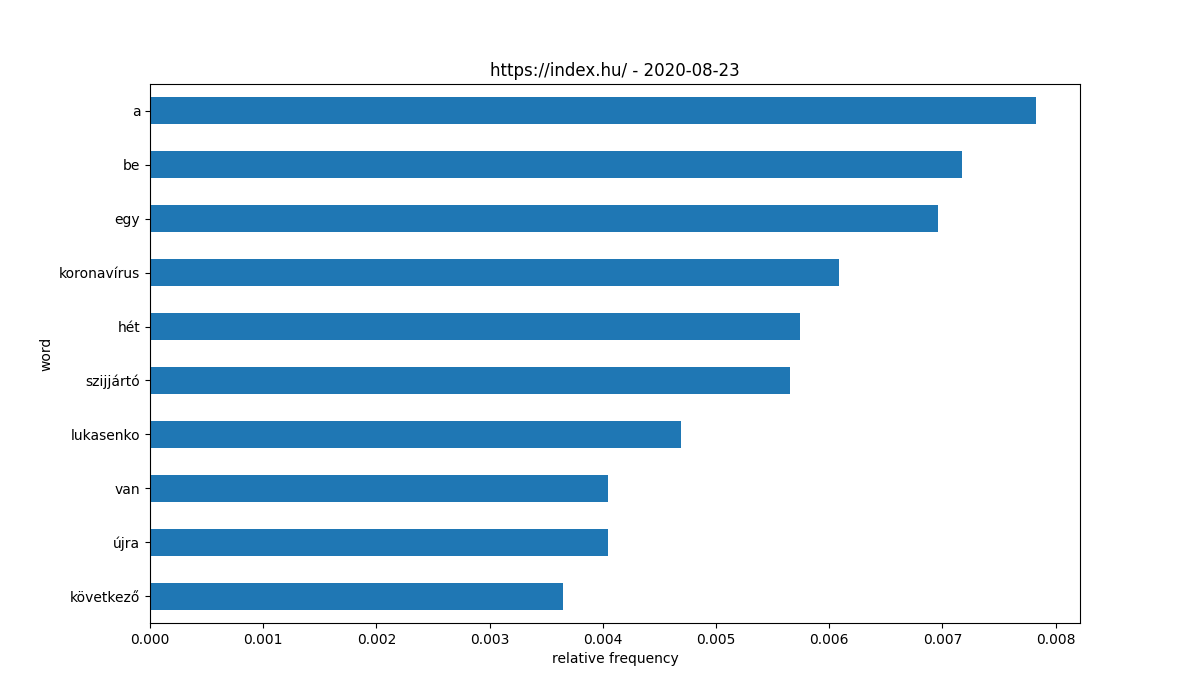 https://index.hu/ - 2020-08-23
a
be
egy
koronavírus
hét
szijjártó
lukasenko
van
újra
következő
word
0.000 0.001 0.002 0.003 0.004 0.005 0.006 0.007 0.008
relative frequency